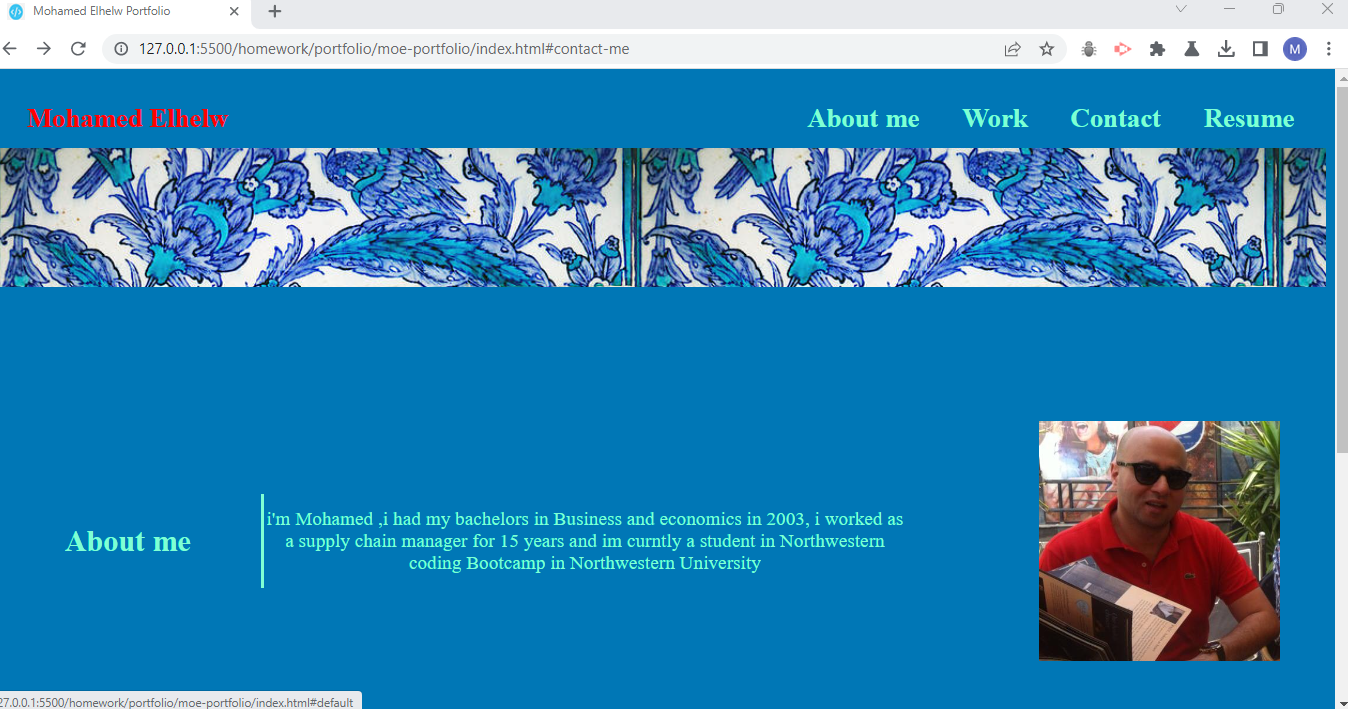 Mohamed Elhelw Portfolio
127.0.0.1:5500/homework/portfolio/moe-portfolio/index.html#contact-me
M
Mohamed Elhelw
About me Work Contact Resume
About me
i'm Mohamed ,i had my bachelors in Business and economics in 2003, i worked as
a supply chain manager for 15 years and im curntly a student in Northwestern
coding Bootcamp in Northwestern University
27.0.0.1:5500/homework/portfolio/moe-portfolio/index.html#default